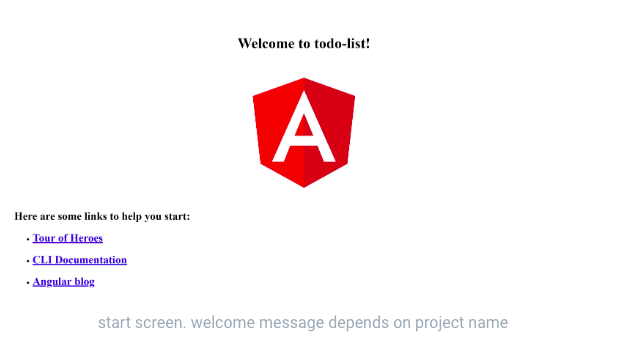 Welcome to todo-list!
A
Here are some links to help you start:
• Tour of Heroes
• CLI Documentation
• Angular blog
start screen. welcome message depends on project name